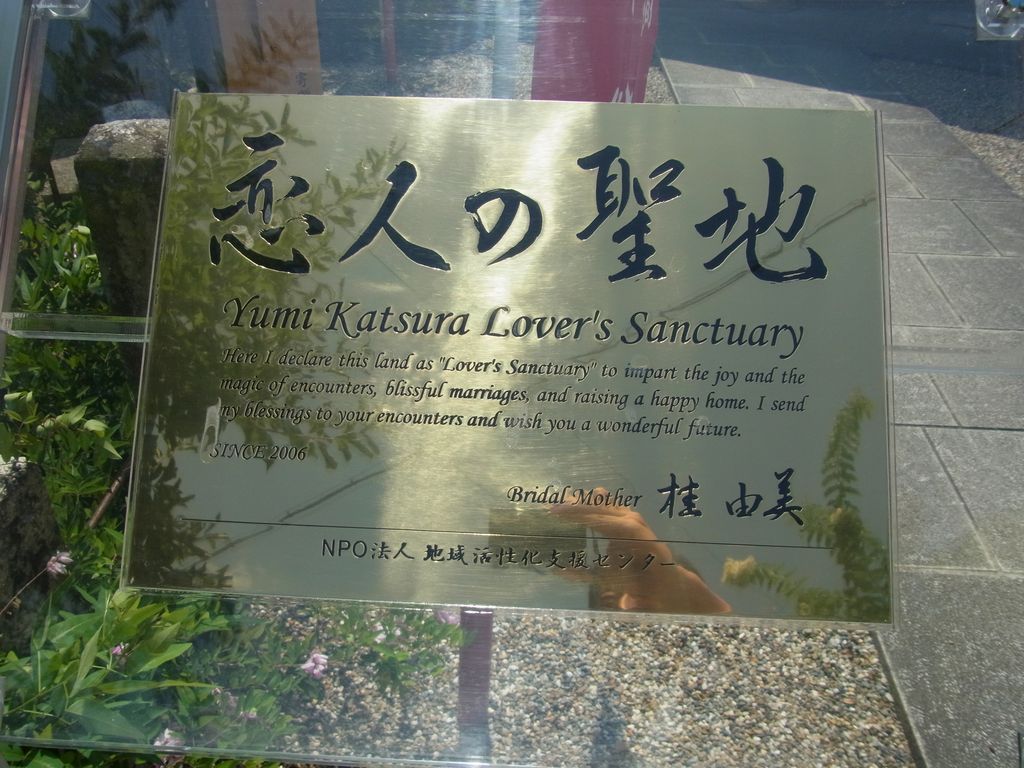 恋人の聖地
Yumi Katsura Lover's Sanctuary
Here I declare this land as "Lover's Sanctuary" to impart the joy and the
magic of encounters, blissful marriages, and raising a happy home. I send
my blessings to your encounters and wish you a wonderful future.
SINCE 2006
Bridal Mother 桂 由美
NPO法人 地域活性化支援センター